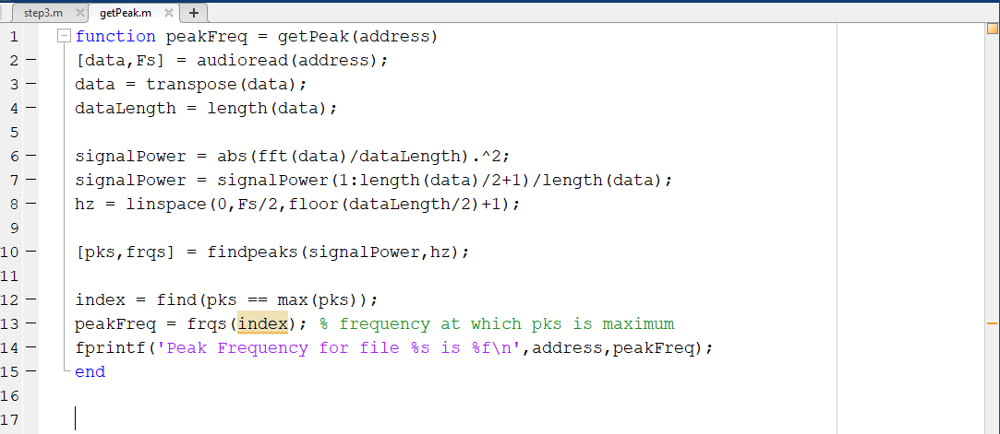 step3.m × getPeak.m × +
1 function peakFreq = getPeak(address)
2 [data,Fs] = audioread(address);
3 data = transpose(data);
4 dataLength = length(data);
5
6 signalPower = abs(fft(data)/dataLength).^2;
7 signalPower = signalPower(1:length(data)/2+1)/length(data);
8 hz = linspace(0,Fs/2,floor(dataLength/2)+1);
9
10 [pks,frqs] = findpeaks(signalPower,hz);
11
12 index = find(pks == max(pks));
13 peakFreq = frqs(index); % frequency at which pks is maximum
14 fprintf('Peak Frequency for file %s is %f\n',address,peakFreq);
15 end
16
17